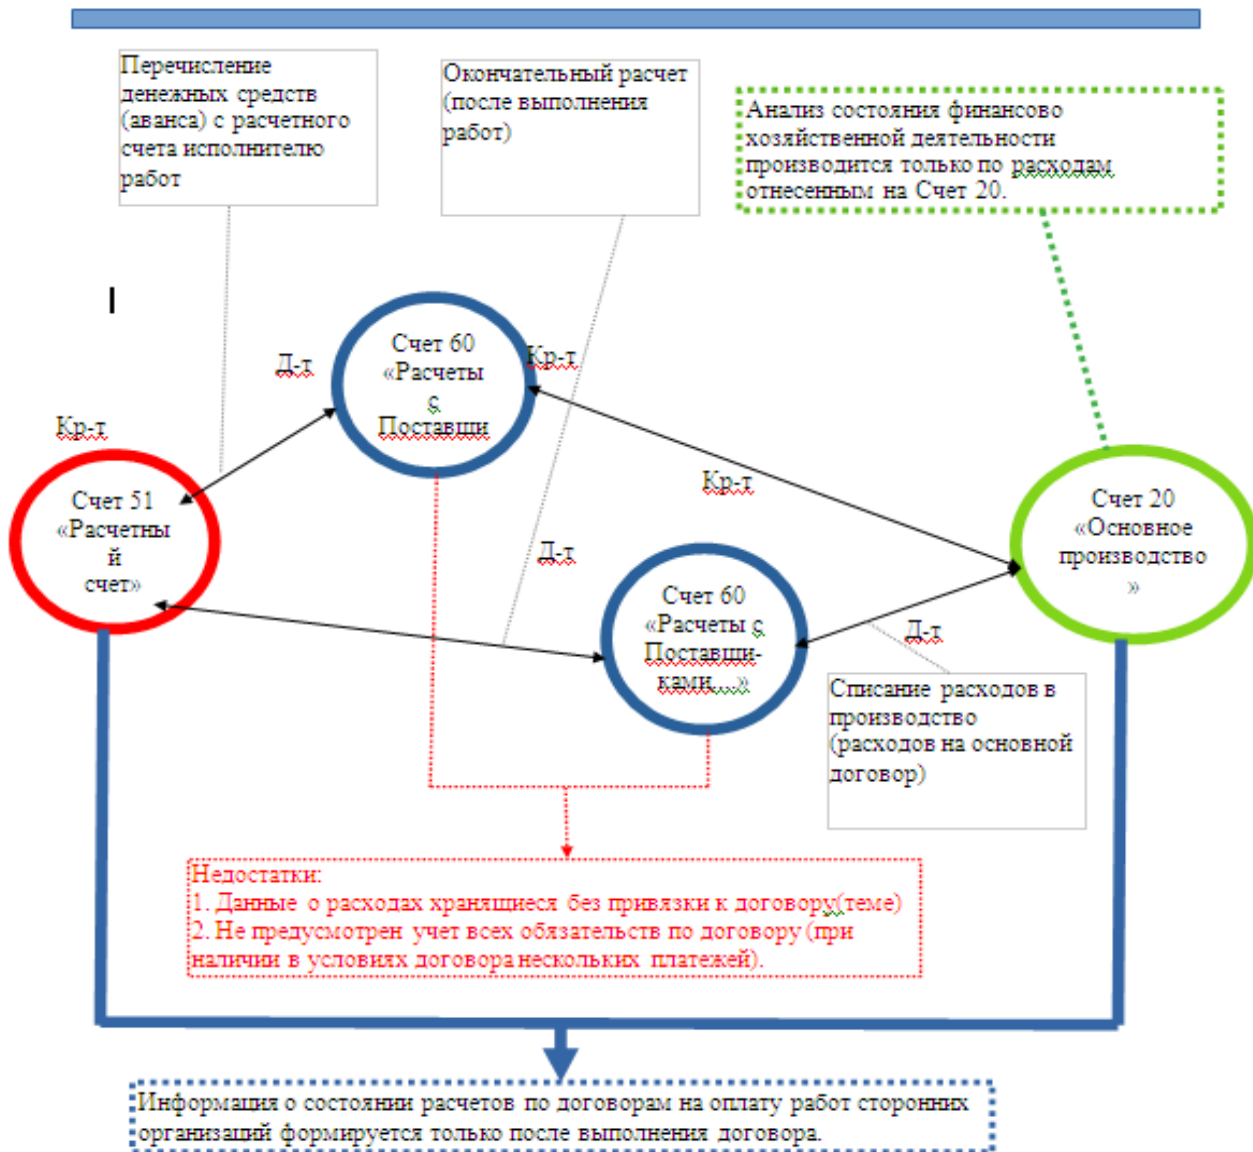 Перечисление
денежных средств
(аванса) с расчетного
счета исполнителю
работ
Окончательный расчет
(после выполнения
работ)
Анализ состояния финансово
хозяйственной деятельности
производится только по расходам
отнесенным на Счет 20.
Счет 60
«Расчеты
с
Поставщи
Д-т
Кр-т
Кр-т
Счет 51
«Расчетны
й
счет»
Кр-т
Счет 20
«Основное
производство
»
Д-т
Счет 60
«Расчеты с
Поставщи-
ками,...»
Д-т
Списание расходов в
производство
(расходов на основной
договор)
Недостатки:
1. Данные о расходах хранящиеся без привязки к договору(теме)
2. Не предусмотрен учет всех обязательств по договору (при
наличии в условиях договора нескольких платежей).
Информация о состоянии расчетов по договорам на оплату работ сторонних
организаций формируется только после выполнения договора.